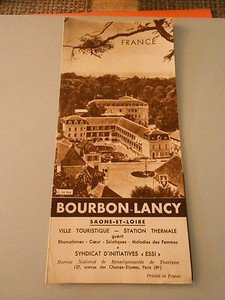 FRANCE
BOURBON-LANCY
SAONE-ET-LOIRE
VILLE TOURISTIQUE — STATION THERMALE
guérit
Rhumatismes - Cœur - Sciatiques - Maladies des Femmes
SYNDICAT D'INITIATIVES « ESSI »
Bureau National de Renseignements de Tourisme
127, avenue des Champs-Elysées, Paris (8e)
Printed in France